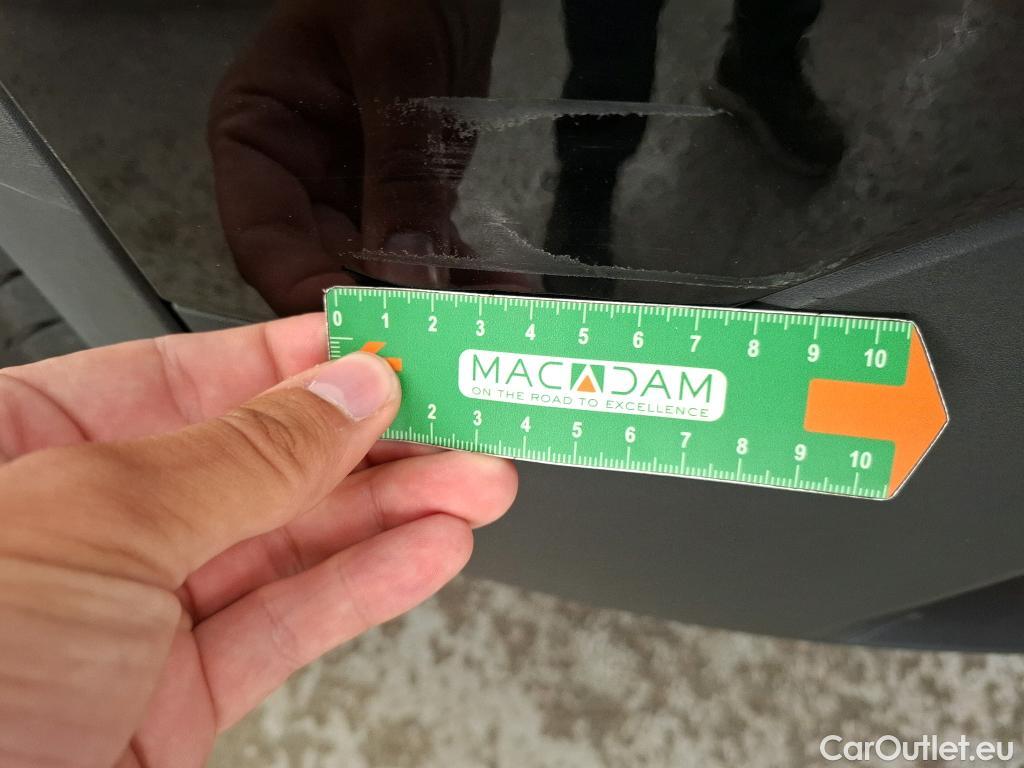 0 1 2 3 4 5 6 7 8 9 10
MACADAM
ON THE ROAD TO EXCELLENCE
2 3 4 5 6 7 8 9 10
CarOutlet.eu